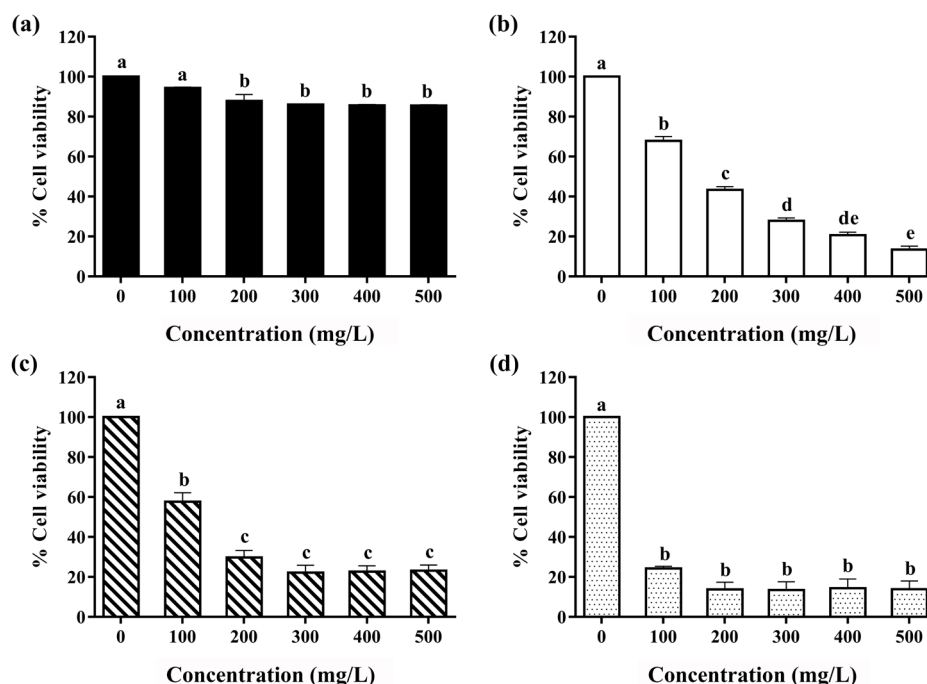 (a)
120
100
80
60
40
20
0
% Cell viability
a
a
b
b
b
b
0 100 200 300 400 500
Concentration (mg/L)
(b)
120
100
80
60
40
20
0
% Cell viability
a
b
c
d
de
e
0 100 200 300 400 500
Concentration (mg/L)
(c)
120
100
80
60
40
20
0
% Cell viability
a
b
c
c
c
c
0 100 200 300 400 500
Concentration (mg/L)
(d)
120
100
80
60
40
20
0
% Cell viability
a
b
b
b
b
b
0 100 200 300 400 500
Concentration (mg/L)